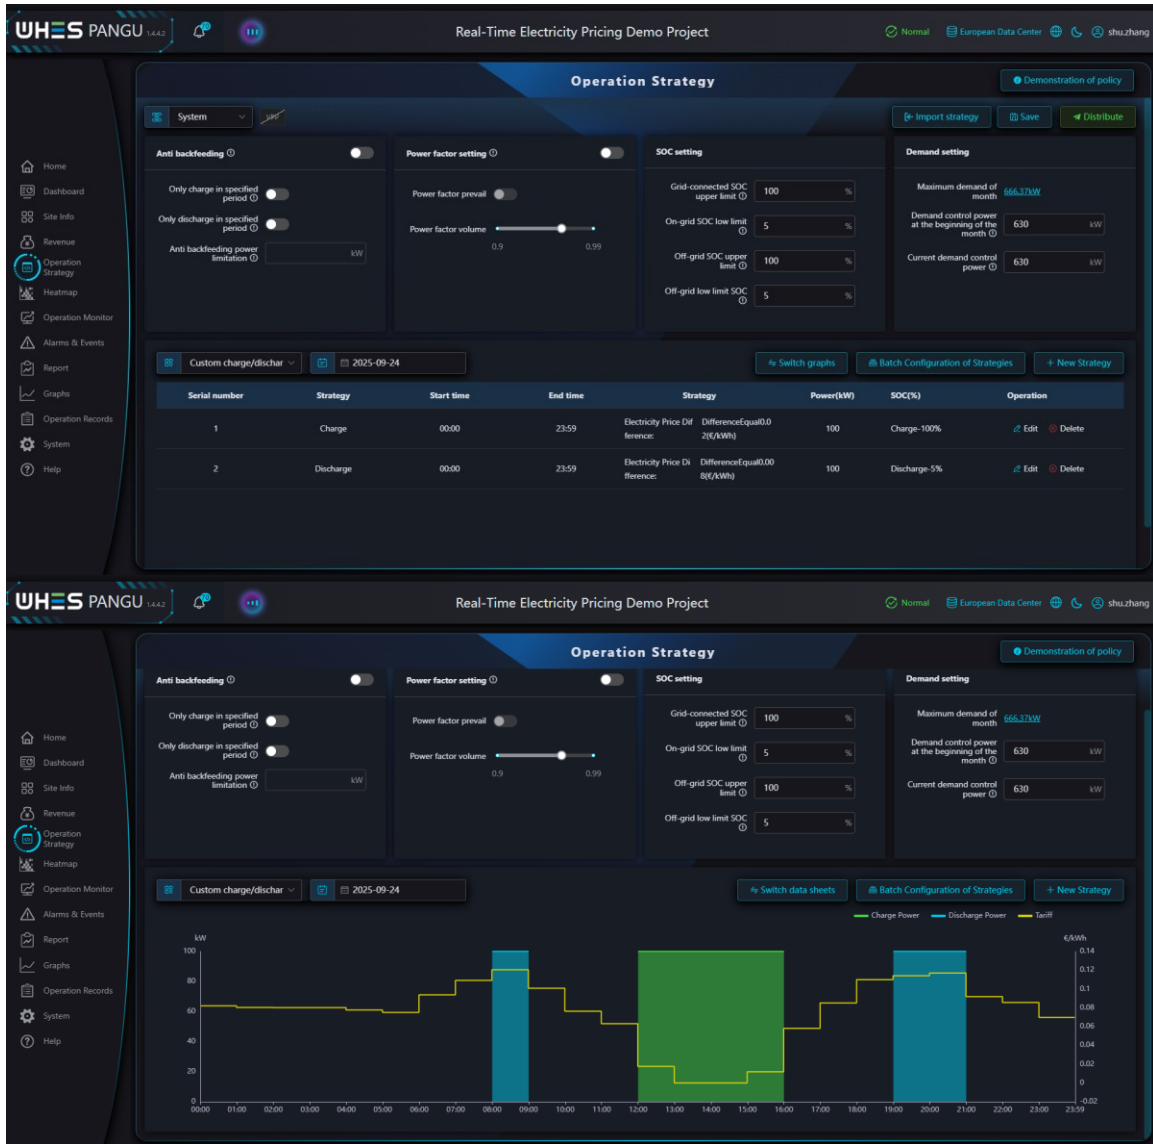 WHES PANGU 1.4.4.2 70 Real-Time Electricity Pricing Demo Project Normal European Data Center shu.zhang
Operation Strategy Demonstration of policy
System VPP Import strategy Save Distribute
Anti backfeeding Power factor setting SOC setting Demand setting
Only charge in specified period
Only discharge in specified period
Anti backfeeding power limitation kW
Power factor prevail
Power factor volume
0.9 0.99
Grid-connected SOC upper limit 100 %
On-grid SOC low limit 5 %
Off-grid SOC upper limit 100 %
Off-grid low limit SOC 5 %
Maximum demand of month 666.37kW
Demand control power at the beginning of the month 630 kW
Current demand control power 630 kW
Home
Dashboard
Site Info
Revenue
Operation Strategy
Heatmap
Operation Monitor
Alarms & Events
Report
Graphs
Operation Records
System
Help
Custom charge/dischar 2025-09-24 Switch graphs Batch Configuration of Strategies + New Strategy
Serial number Strategy Start time End time Strategy Power(kW) SOC(%) Operation
1 Charge 00:00 23:59 Electricity Price Difference: DifferenceEqual0.02(€/kWh) 100 Charge-100% Edit Delete
2 Discharge 00:00 23:59 Electricity Price Difference: DifferenceEqual0.008(€/kWh) 100 Discharge-5% Edit Delete
WHES PANGU 1.4.4.2 70 Real-Time Electricity Pricing Demo Project Normal European Data Center shu.zhang
Operation Strategy Demonstration of policy
Anti backfeeding Power factor setting SOC setting Demand setting
Only charge in specified period
Only discharge in specified period
Anti backfeeding power limitation kW
Power factor prevail
Power factor volume
0.9 0.99
Grid-connected SOC upper limit 100 %
On-grid SOC low limit 5 %
Off-grid SOC upper limit 100 %
Off-grid low limit SOC 5 %
Maximum demand of month 666.37kW
Demand control power at the beginning of the month 630 kW
Current demand control power 630 kW
Home
Dashboard
Site Info
Revenue
Operation Strategy
Heatmap
Operation Monitor
Alarms & Events
Report
Graphs
Operation Records
System
Help
Custom charge/dischar 2025-09-24 Switch data sheets Batch Configuration of Strategies + New Strategy
Charge Power Discharge Power Tariff
kW €/kWh
100 0.14
0.12
80
0.1
60 0.08
0.06
40
0.04
20 0.02
0
0 -0.02
00:00 01:00 02:00 03:00 04:00 05:00 06:00 07:00 08:00 09:00 10:00 11:00 12:00 13:00 14:00 15:00 16:00 17:00 18:00 19:00 20:00 21:00 22:00 23:00 23:59